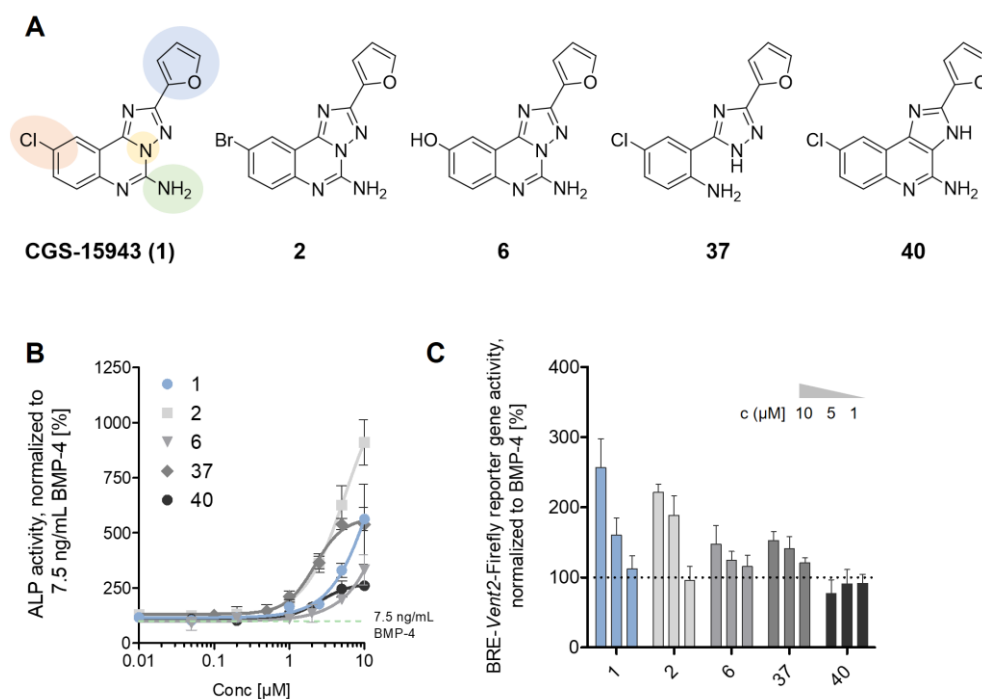 A
O
N
N
N
N
NH2
Cl
CGS-15943 (1)
O
N
N
N
N
NH2
Br
2
O
N
N
N
N
NH2
HO
6
O
N
N
N
H
NH2
Cl
37
O
N
NH
N
NH2
Cl
40
B
ALP activity, normalized to
7.5 ng/mL BMP-4 [%]
1250
1000
750
500
250
0
1
2
6
37
40
7.5 ng/mL
BMP-4
0.01
0.1
1
10
Conc [µM]
C
BRE-Vent2-Firefly reporter gene activity,
normalized to BMP-4 [%]
400
300
200
100
0
c (µM) 10 5 1
1
2
6
37
40